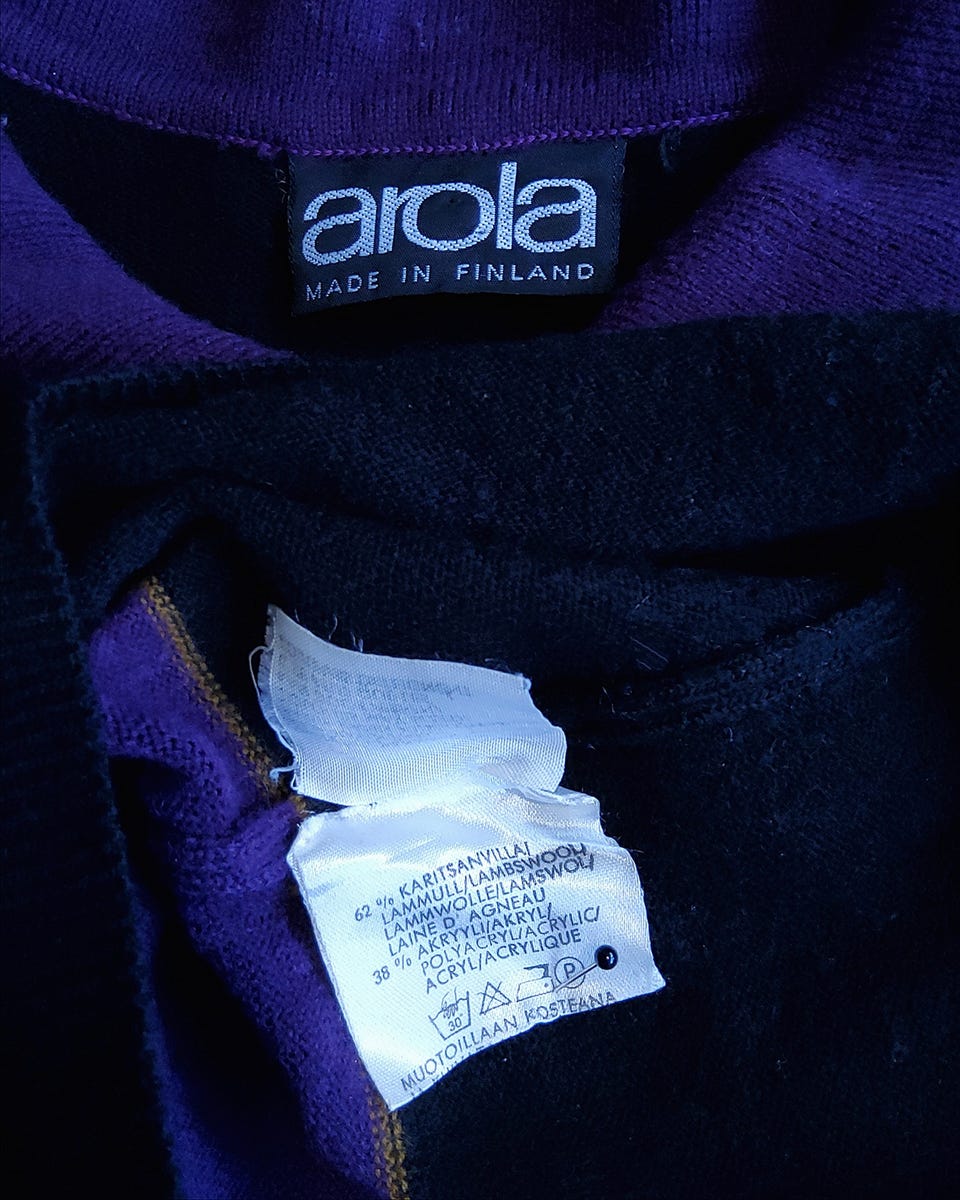 arola
MADE IN FINLAND
62 % KARITSANVILLAI
LAMMULL/LAMBSWOOL/
LAMMWOLLE/LAMSWOL/
LAINE D' AGNEAU
38 % AKRYYLI/AKRYL/
POLYACRYL/ACRYLIC/
ACRYL/ACRYLIQUE
30 P
MUOTOILLAAN KOSTEANA